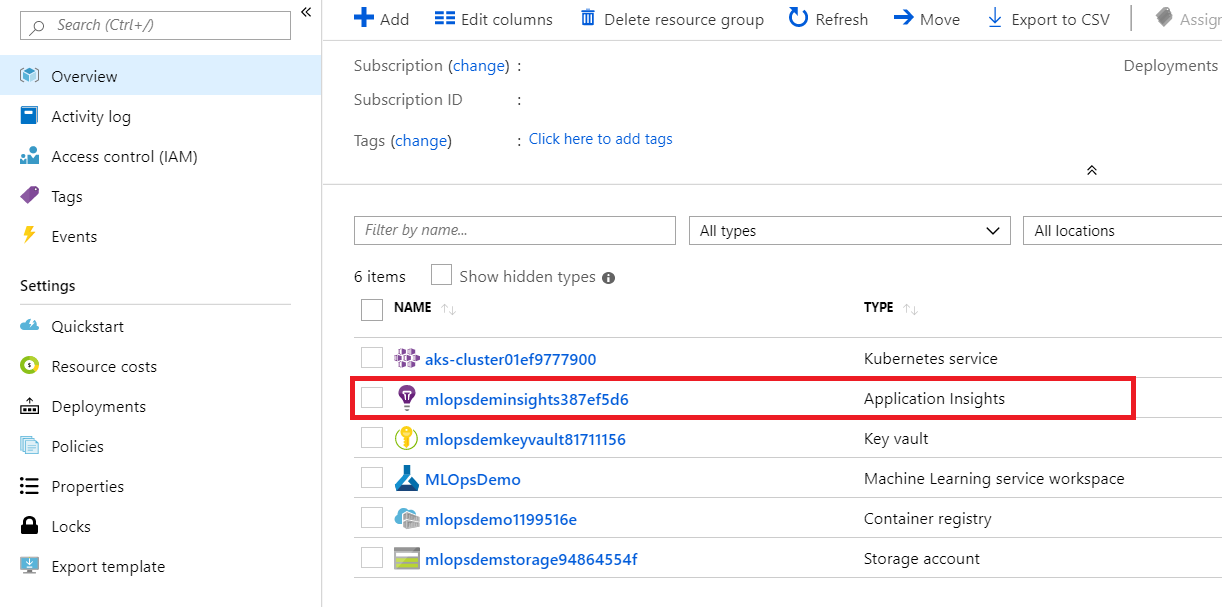 Search (Ctrl+/)
«
Overview
Activity log
Access control (IAM)
Tags
Events
Settings
Quickstart
Resource costs
Deployments
Policies
Properties
Locks
Export template
Add Edit columns Delete resource group Refresh Move Export to CSV Assign
Subscription (change) : Deployments
Subscription ID :
Tags (change) : Click here to add tags
Filter by name... All types All locations
6 items Show hidden types
NAME TYPE
aks-cluster01ef9777900 Kubernetes service
mlopsdeminsights387ef5d6 Application Insights
mlopsdemkeyvault81711156 Key vault
MLOpsDemo Machine Learning service workspace
mlopsdemo1199516e Container registry
mlopsdemstorage94864554f Storage account